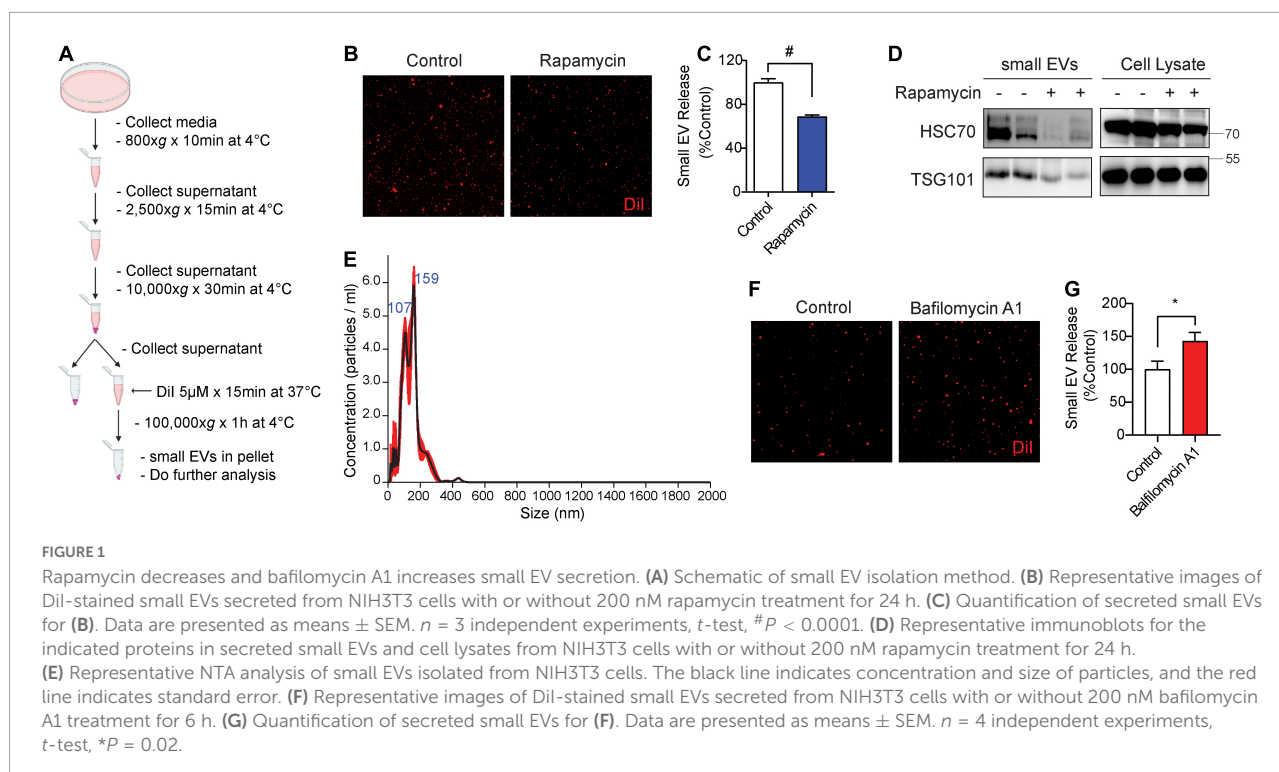 A
- Collect media
- 800xg x 10min at 4°C
- Collect supernatant
- 2,500xg x 15min at 4°C
- Collect supernatant
- 10,000xg x 30min at 4°C
- Collect supernatant
DiI 5µM x 15min at 37°C
- 100,000xg x 1h at 4°C
- small EVs in pellet
- Do further analysis
B
Control
Rapamycin
DiI
C
Small EV Release
(%Control)
120
80
40
0
#
Control
Rapamycin
D
small EVs
Cell Lysate
Rapamycin - - + + - - + +
HSC70
70
55
TSG101
E
Concentration (particles / ml)
6.0
5.0
4.0
3.0
2.0
1.0
0
107
159
0 200 400 600 800 1000 1200 1400 1600 1800 2000
Size (nm)
F
Control
Bafilomycin A1
DiI
G
Small EV Release
(%Control)
200
150
100
50
0
*
Control
Balfilomycin A1
FIGURE 1
Rapamycin decreases and bafilomycin A1 increases small EV secretion. (A) Schematic of small EV isolation method. (B) Representative images of
DiI-stained small EVs secreted from NIH3T3 cells with or without 200 nM rapamycin treatment for 24 h. (C) Quantification of secreted small EVs
for (B). Data are presented as means ± SEM. n = 3 independent experiments, t-test, #P < 0.0001. (D) Representative immunoblots for the
indicated proteins in secreted small EVs and cell lysates from NIH3T3 cells with or without 200 nM rapamycin treatment for 24 h.
(E) Representative NTA analysis of small EVs isolated from NIH3T3 cells. The black line indicates concentration and size of particles, and the red
line indicates standard error. (F) Representative images of DiI-stained small EVs secreted from NIH3T3 cells with or without 200 nM bafilomycin
A1 treatment for 6 h. (G) Quantification of secreted small EVs for (F). Data are presented as means ± SEM. n = 4 independent experiments,
t-test, *P = 0.02.